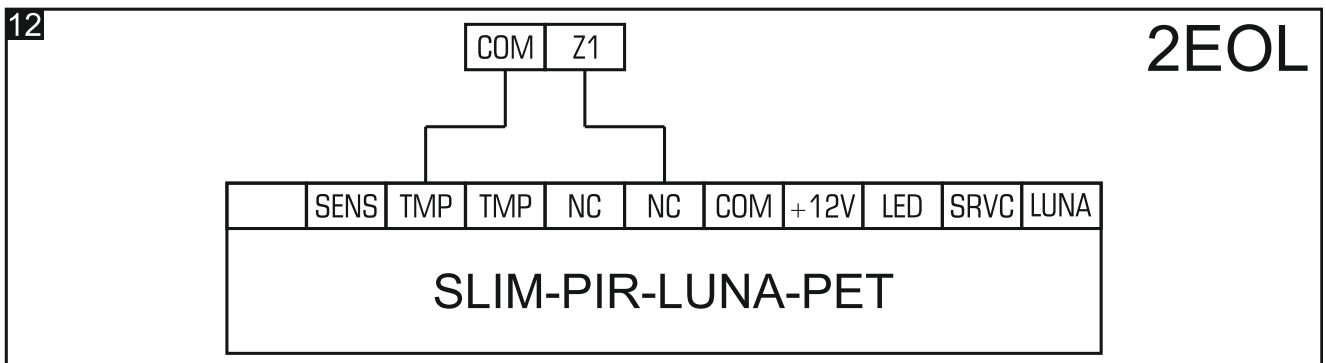 12
2EOL
COM Z1
SENS TMP TMP NC NC COM +12V LED SRVC LUNA
SLIM-PIR-LUNA-PET